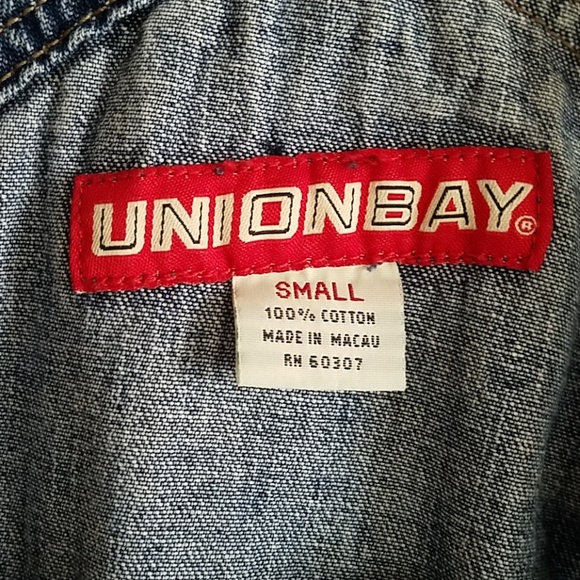 UNIONBAY®
SMALL
100% COTTON
MADE IN MACAU
RN 60307